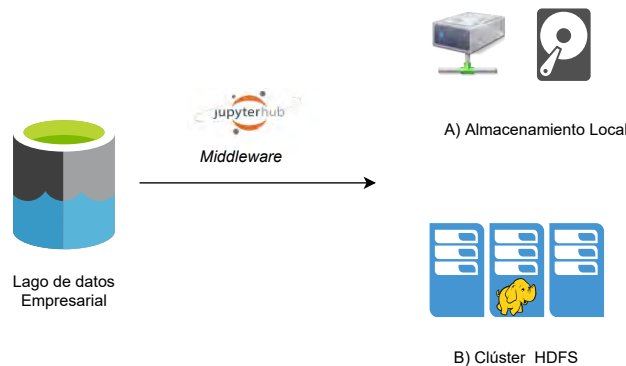 A) Almacenamiento Local
jupyterhub
Middleware
Lago de datos
Empresarial
B) Clúster HDFS